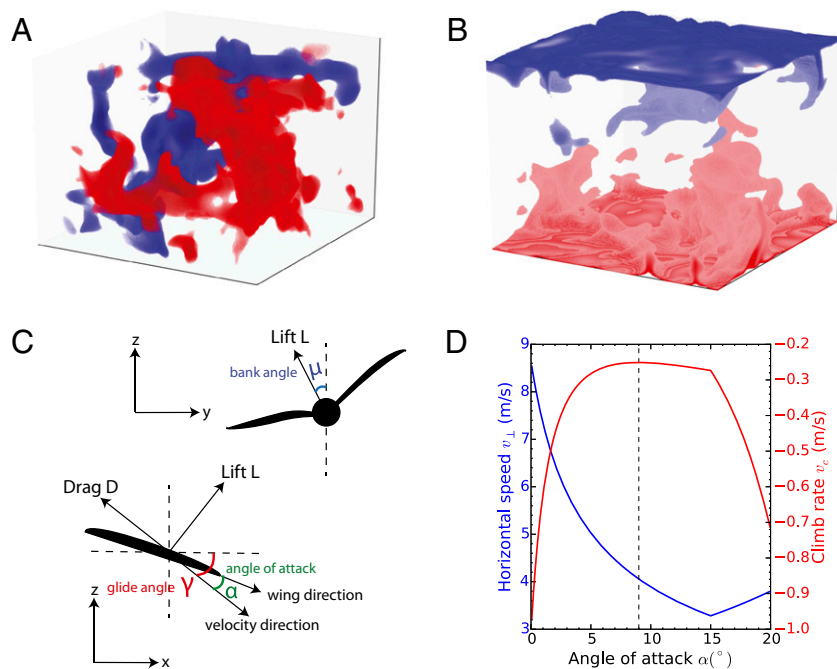 A
B
C
z
y
Lift L
bank angle
μ
Drag D
Lift L
angle of attack
glide angle
γ
α
wing direction
velocity direction
z
x
D
Horizontal speed v⊥ (m/s)
9
8
7
6
5
4
3
0
5
10
15
20
Angle of attack α(°)
−0.2
−0.3
−0.4
−0.5
−0.6
−0.7
−0.8
−0.9
−1.0
Climb rate v_c (m/s)